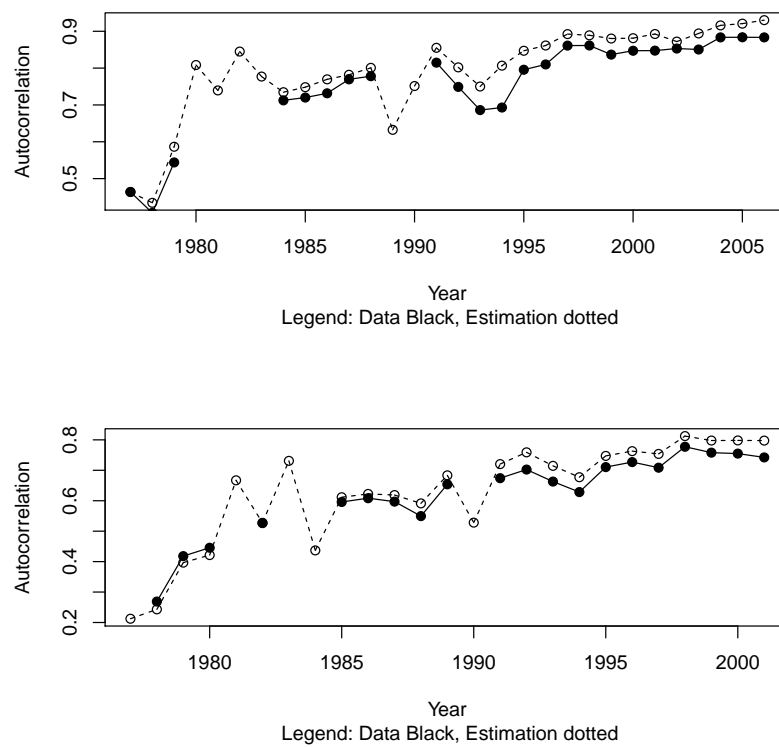 0.9
0.7
0.5
Autocorrelation
1980 1985 1990 1995 2000 2005
Year
Legend: Data Black, Estimation dotted
0.8
0.6
0.4
0.2
Autocorrelation
1980 1985 1990 1995 2000
Year
Legend: Data Black, Estimation dotted